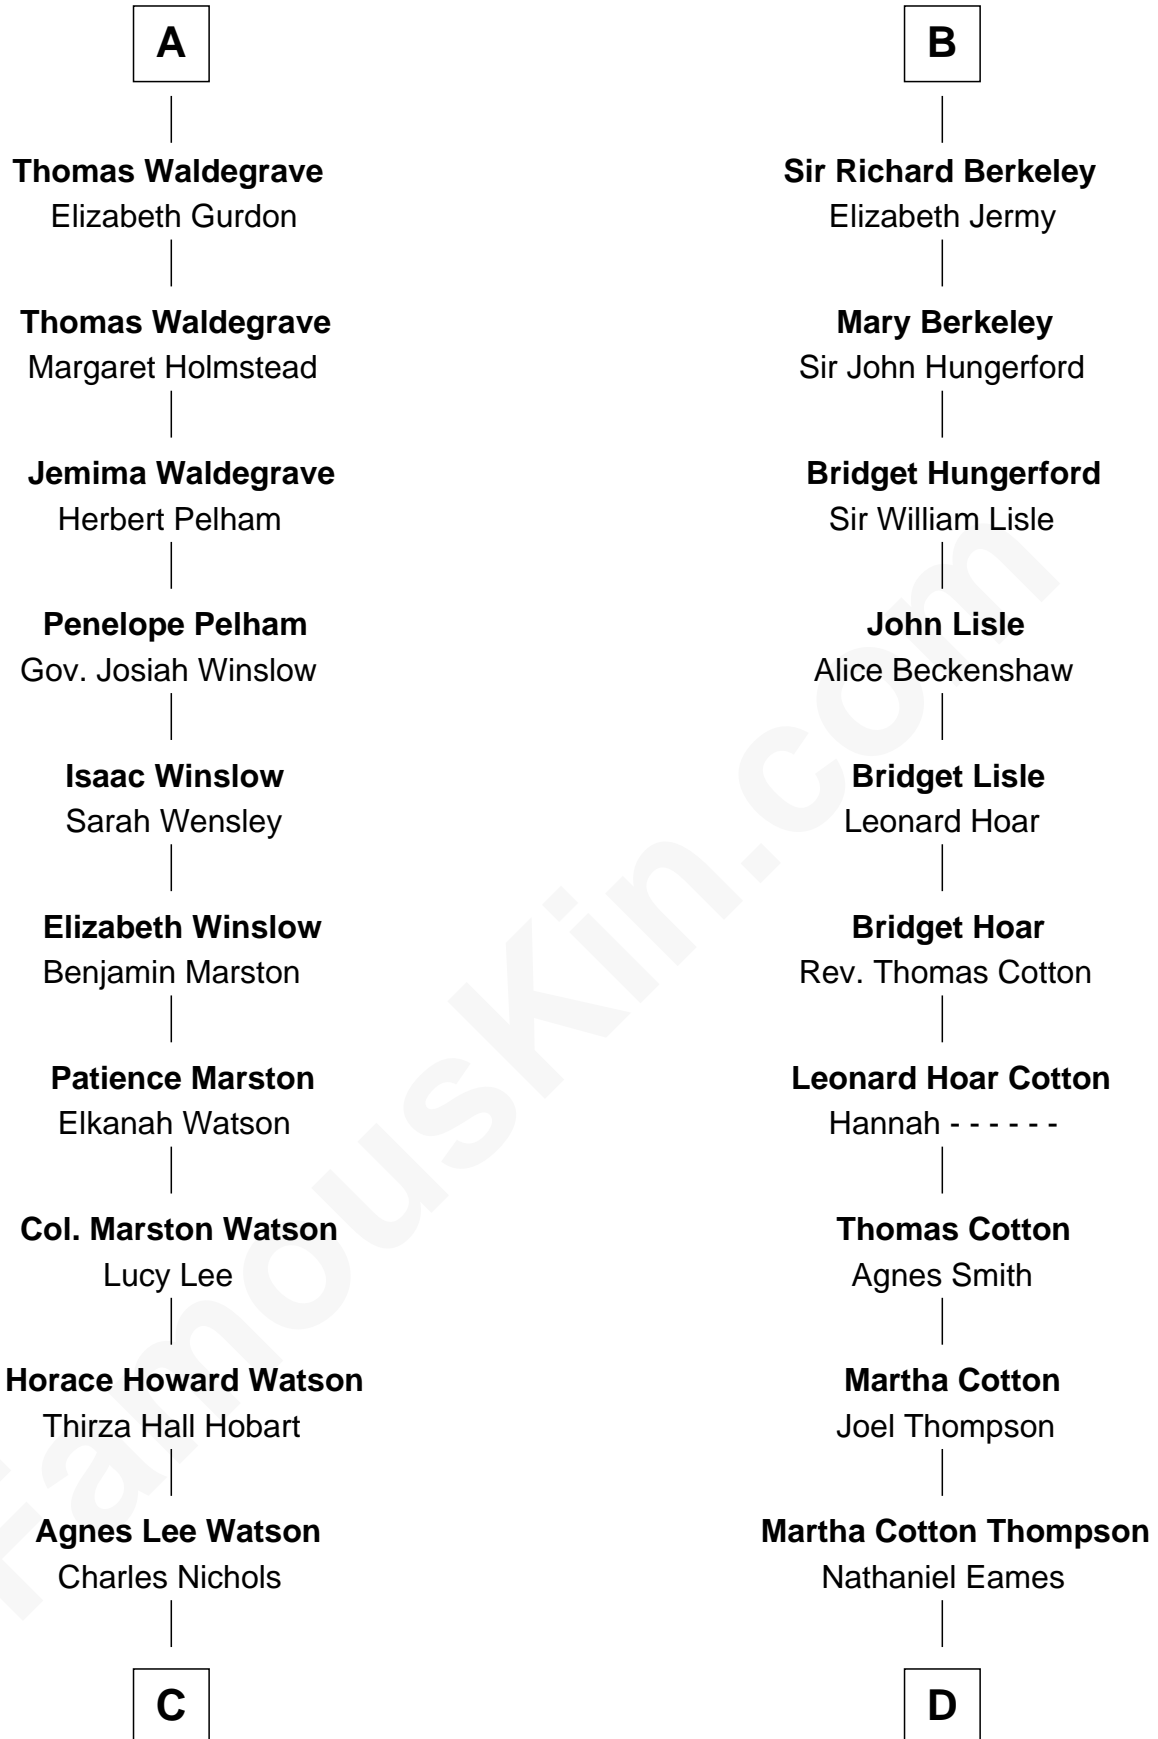 A
Thomas Waldegrave
Elizabeth Gurdon
Thomas Waldegrave
Margaret Holmstead
Jemima Waldegrave
Herbert Pelham
Penelope Pelham
Gov. Josiah Winslow
Isaac Winslow
Sarah Wensley
Elizabeth Winslow
Benjamin Marston
Patience Marston
Elkanah Watson
Col. Marston Watson
Lucy Lee
Horace Howard Watson
Thirza Hall Hobart
Agnes Lee Watson
Charles Nichols
C
B
Sir Richard Berkeley
Elizabeth Jermy
Mary Berkeley
Sir John Hungerford
Bridget Hungerford
Sir William Lisle
John Lisle
Alice Beckenshaw
Bridget Lisle
Leonard Hoar
Bridget Hoar
Rev. Thomas Cotton
Leonard Hoar Cotton
Hannah - - - - - -
Thomas Cotton
Agnes Smith
Martha Cotton
Joel Thompson
Martha Cotton Thompson
Nathaniel Eames
D
FamousKin.com